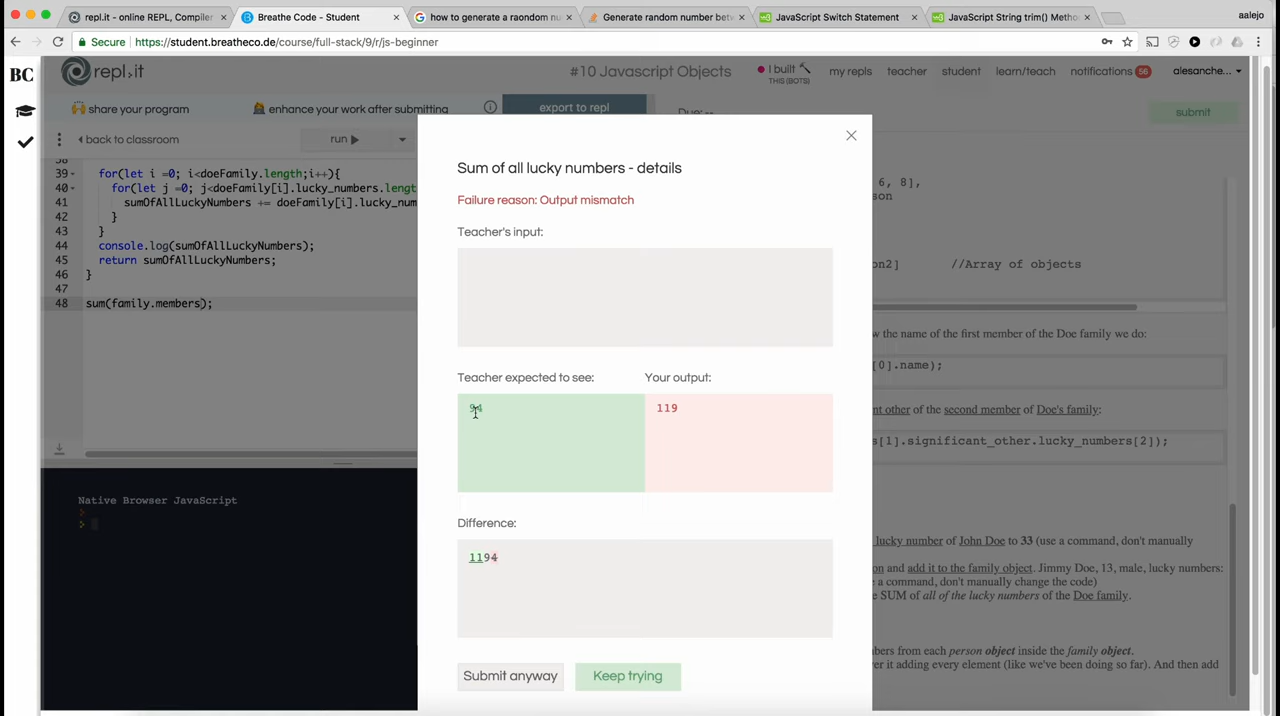 repl.it - online REPL, Compiler
Breathe Code - Student
how to generate a raondom nu
Generate random number betw
JavaScript Switch Statement
JavaScript String trim() Metho
aalejo
Secure
https://student.breatheco.de/course/full-stack/9/r/js-beginner
BC
repl.it
#10 Javascript Objects
I built
THIS (BOTS)
my repls
teacher
student
learn/teach
notifications 56
alesanche...
share your program
enhance your work after submitting
export to repl
Due: --
submit
back to classroom
run
38
39 for(let i =0; i<doeFamily.length;i++){
40 for(let j =0; j<doeFamily[i].lucky_numbers.lengt
41 sumOfAllLuckyNumbers += doeFamily[i].lucky_num
42 }
43 }
44 console.log(sumOfAllLuckyNumbers);
45 return sumOfAllLuckyNumbers;
46 }
47
48 sum(family.members);
Native Browser JavaScript
Sum of all lucky numbers - details
Failure reason: Output mismatch
Teacher's input:
Teacher expected to see:
Your output:
94
119
Difference:
1194
Submit anyway
Keep trying
6, 8],
son
on2] //Array of objects
w the name of the first member of the Doe family we do:
[0].name);
nt other of the second member of Doe's family:
s[1].significant_other.lucky_numbers[2]);
lucky number of John Doe to 33 (use a command, don't manually
on and add it to the family object. Jimmy Doe, 13, male, lucky numbers:
e a command, don't manually change the code)
e SUM of all of the lucky numbers of the Doe family.
mbers from each person object inside the family object.
er it adding every element (like we've been doing so far). And then add